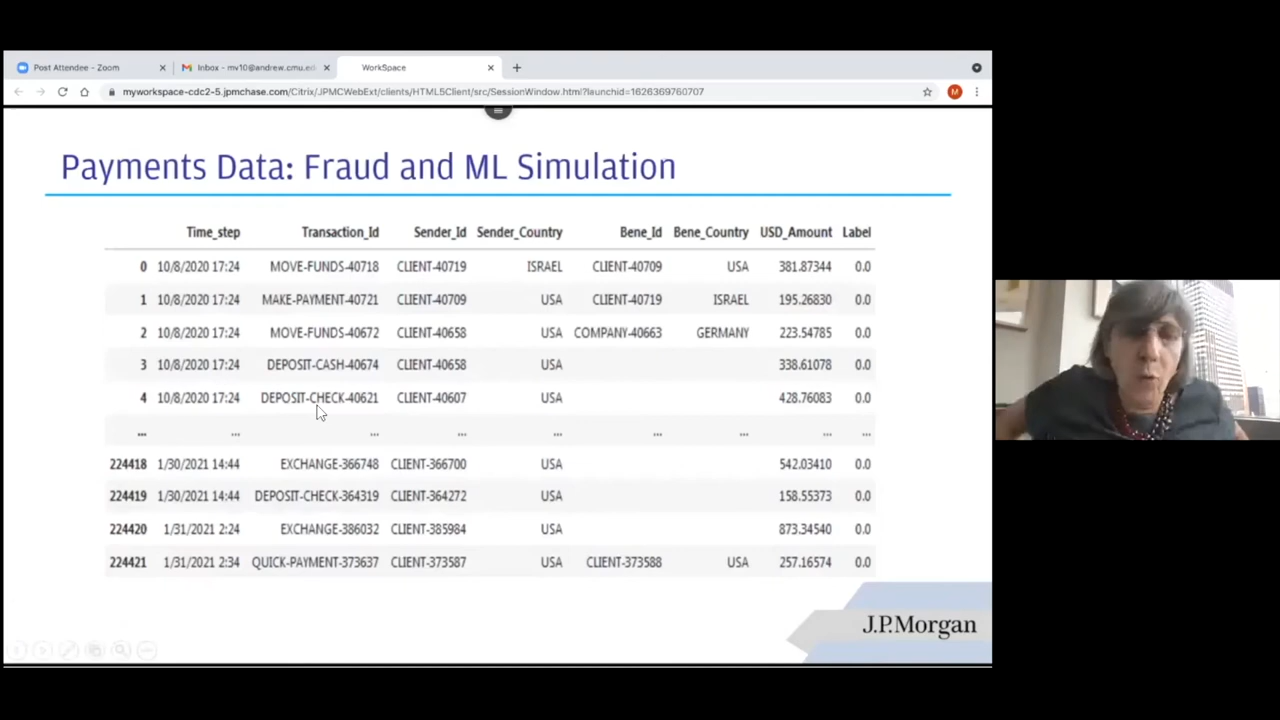 Post Attendee - Zoom
Inbox - mv10@andrew.cmu.ed
WorkSpace
myworkspace-cdc2-5.jpmchase.com/Citrix/JPMCWebExt/clients/HTML5Client/src/SessionWindow.html?launchid=1626369760707
M
Payments Data: Fraud and ML Simulation
Time_step Transaction_Id Sender_Id Sender_Country Bene_Id Bene_Country USD_Amount Label
0 10/8/2020 17:24 MOVE-FUNDS-40718 CLIENT-40719 ISRAEL CLIENT-40709 USA 381.87344 0.0
1 10/8/2020 17:24 MAKE-PAYMENT-40721 CLIENT-40709 USA CLIENT-40719 ISRAEL 195.26830 0.0
2 10/8/2020 17:24 MOVE-FUNDS-40672 CLIENT-40658 USA COMPANY-40663 GERMANY 223.54785 0.0
3 10/8/2020 17:24 DEPOSIT-CASH-40674 CLIENT-40658 USA 338.61078 0.0
4 10/8/2020 17:24 DEPOSIT-CHECK-40621 CLIENT-40607 USA 428.76083 0.0
... ... ... ... ... ... ... ... ...
224418 1/30/2021 14:44 EXCHANGE-366748 CLIENT-366700 USA 542.03410 0.0
224419 1/30/2021 14:44 DEPOSIT-CHECK-364319 CLIENT-364272 USA 158.55373 0.0
224420 1/31/2021 2:24 EXCHANGE-386032 CLIENT-385984 USA 873.34540 0.0
224421 1/31/2021 2:34 QUICK-PAYMENT-373637 CLIENT-373587 USA CLIENT-373588 USA 257.16574 0.0
J.P.Morgan